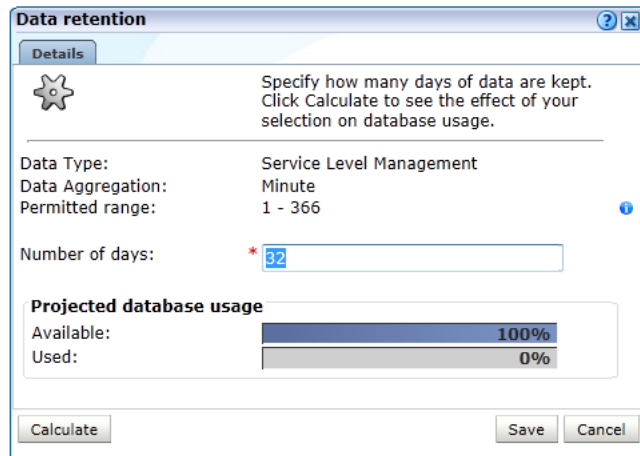 Data retention
Details
Specify how many days of data are kept.
Click Calculate to see the effect of your
selection on database usage.
Data Type: Service Level Management
Data Aggregation: Minute
Permitted range: 1 - 366
Number of days: * 32
Projected database usage
Available: 100%
Used: 0%
Calculate Save Cancel